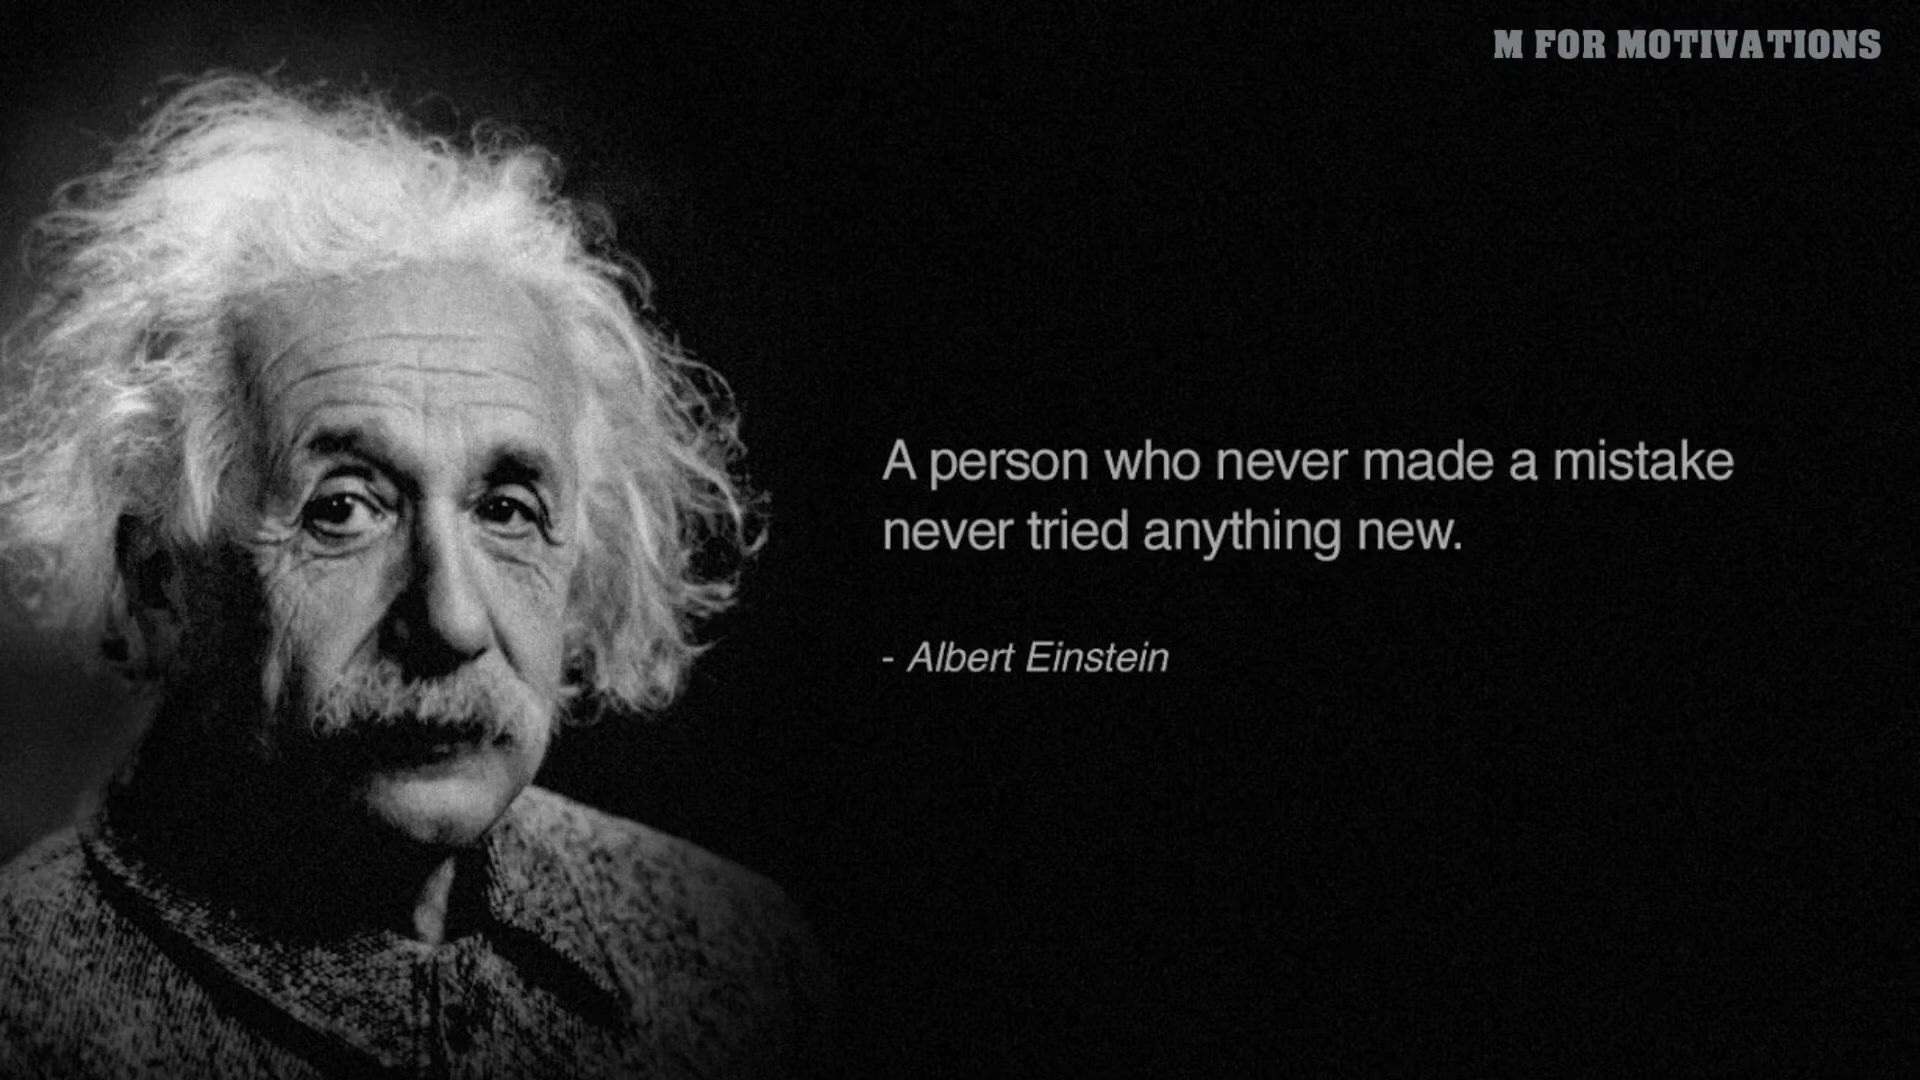 M FOR MOTIVATIONS
A person who never made a mistake
never tried anything new.
- Albert Einstein